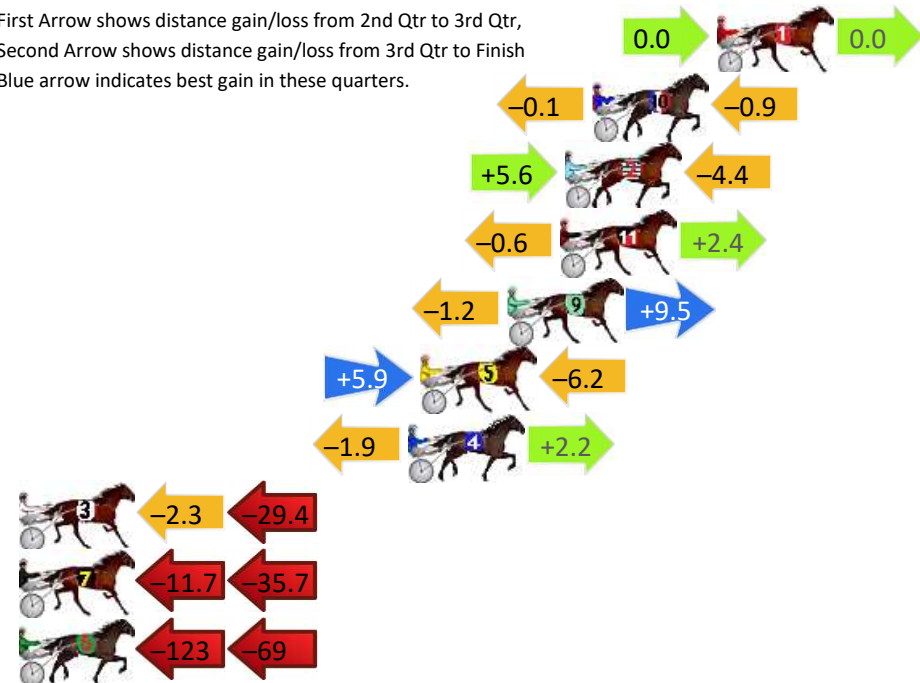 First Arrow shows distance gain/loss from 2nd Qtr to 3rd Qtr,
Second Arrow shows distance gain/loss from 3rd Qtr to Finish
Blue arrow indicates best gain in these quarters.
0.0 1 0.0
−0.1 10 −0.9
+5.6 2 −4.4
−0.6 11 +2.4
−1.2 9 +9.5
+5.9 5 −6.2
−1.9 4 +2.2
3 −2.3 −29.4
7 −11.7 −35.7
−123 −69